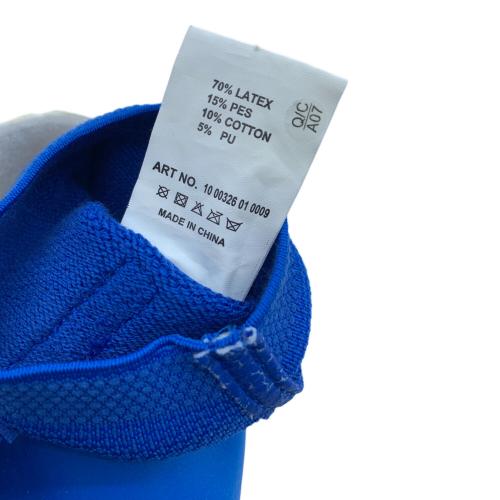 70% LATEX
15% PES
10% COTTON
5% PU
Q/C
A07
ART NO. 10 00326 01 0009
MADE IN CHINA